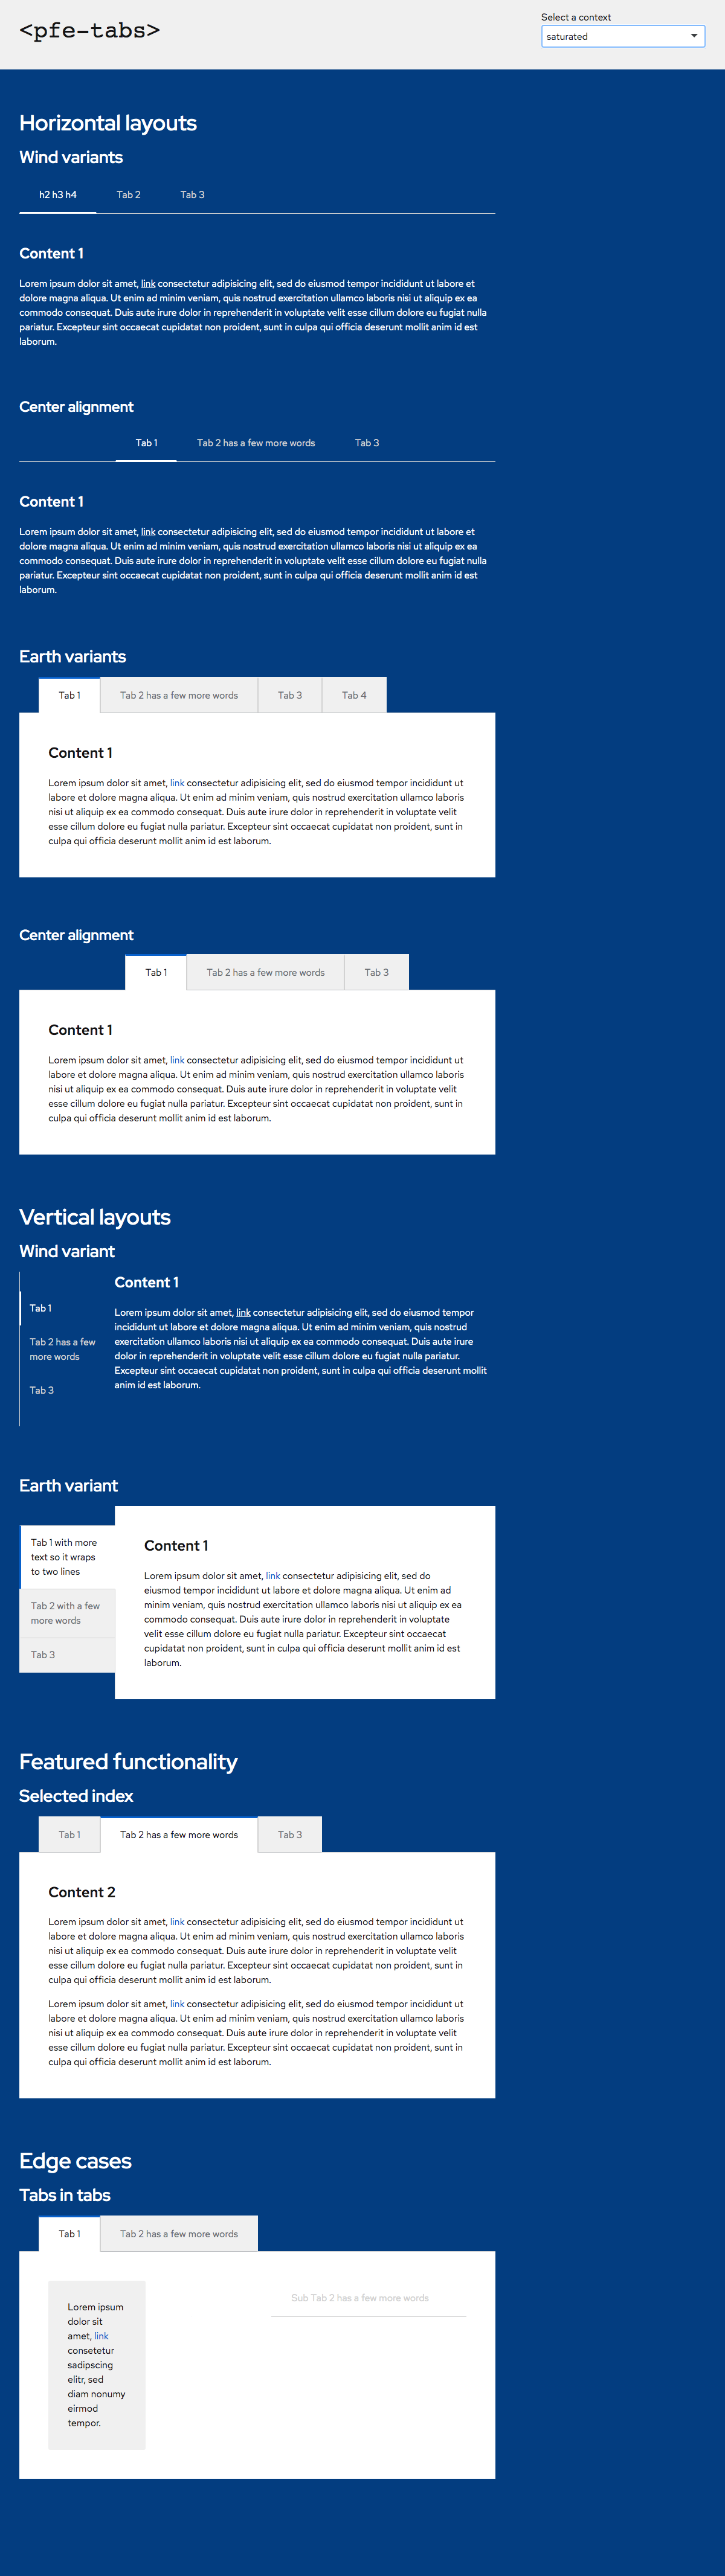 <pfe-tabs>
Select a context
saturated
Horizontal layouts
Wind variants
h2 h3 h4 Tab 2 Tab 3
Content 1
Lorem ipsum dolor sit amet, link consectetur adipisicing elit, sed do eiusmod tempor incididunt ut labore et
dolore magna aliqua. Ut enim ad minim veniam, quis nostrud exercitation ullamco laboris nisi ut aliquip ex ea
commodo consequat. Duis aute irure dolor in reprehenderit in voluptate velit esse cillum dolore eu fugiat nulla
pariatur. Excepteur sint occaecat cupidatat non proident, sunt in culpa qui officia deserunt mollit anim id est
laborum.
Center alignment
Tab 1 Tab 2 has a few more words Tab 3
Content 1
Lorem ipsum dolor sit amet, link consectetur adipisicing elit, sed do eiusmod tempor incididunt ut labore et
dolore magna aliqua. Ut enim ad minim veniam, quis nostrud exercitation ullamco laboris nisi ut aliquip ex ea
commodo consequat. Duis aute irure dolor in reprehenderit in voluptate velit esse cillum dolore eu fugiat nulla
pariatur. Excepteur sint occaecat cupidatat non proident, sunt in culpa qui officia deserunt mollit anim id est
laborum.
Earth variants
Tab 1 Tab 2 has a few more words Tab 3 Tab 4
Content 1
Lorem ipsum dolor sit amet, link consectetur adipisicing elit, sed do eiusmod tempor incididunt ut
labore et dolore magna aliqua. Ut enim ad minim veniam, quis nostrud exercitation ullamco laboris
nisi ut aliquip ex ea commodo consequat. Duis aute irure dolor in reprehenderit in voluptate velit
esse cillum dolore eu fugiat nulla pariatur. Excepteur sint occaecat cupidatat non proident, sunt in
culpa qui officia deserunt mollit anim id est laborum.
Center alignment
Tab 1 Tab 2 has a few more words Tab 3
Content 1
Lorem ipsum dolor sit amet, link consectetur adipisicing elit, sed do eiusmod tempor incididunt ut
labore et dolore magna aliqua. Ut enim ad minim veniam, quis nostrud exercitation ullamco laboris
nisi ut aliquip ex ea commodo consequat. Duis aute irure dolor in reprehenderit in voluptate velit
esse cillum dolore eu fugiat nulla pariatur. Excepteur sint occaecat cupidatat non proident, sunt in
culpa qui officia deserunt mollit anim id est laborum.
Vertical layouts
Wind variant
Tab 1
Tab 2 has a few
more words
Tab 3
Content 1
Lorem ipsum dolor sit amet, link consectetur adipisicing elit, sed do eiusmod tempor
incididunt ut labore et dolore magna aliqua. Ut enim ad minim veniam, quis nostrud
exercitation ullamco laboris nisi ut aliquip ex ea commodo consequat. Duis aute irure
dolor in reprehenderit in voluptate velit esse cillum dolore eu fugiat nulla pariatur.
Excepteur sint occaecat cupidatat non proident, sunt in culpa qui officia deserunt mollit
anim id est laborum.
Earth variant
Tab 1 with more
text so it wraps
to two lines
Tab 2 with a few
more words
Tab 3
Content 1
Lorem ipsum dolor sit amet, link consectetur adipisicing elit, sed do
eiusmod tempor incididunt ut labore et dolore magna aliqua. Ut enim ad
minim veniam, quis nostrud exercitation ullamco laboris nisi ut aliquip ex ea
commodo consequat. Duis aute irure dolor in reprehenderit in voluptate
velit esse cillum dolore eu fugiat nulla pariatur. Excepteur sint occaecat
cupidatat non proident, sunt in culpa qui officia deserunt mollit anim id est
laborum.
Featured functionality
Selected index
Tab 1 Tab 2 has a few more words Tab 3
Content 2
Lorem ipsum dolor sit amet, link consectetur adipisicing elit, sed do eiusmod tempor incididunt ut
labore et dolore magna aliqua. Ut enim ad minim veniam, quis nostrud exercitation ullamco laboris
nisi ut aliquip ex ea commodo consequat. Duis aute irure dolor in reprehenderit in voluptate velit
esse cillum dolore eu fugiat nulla pariatur. Excepteur sint occaecat cupidatat non proident, sunt in
culpa qui officia deserunt mollit anim id est laborum.
Lorem ipsum dolor sit amet, link consectetur adipisicing elit, sed do eiusmod tempor incididunt ut
labore et dolore magna aliqua. Ut enim ad minim veniam, quis nostrud exercitation ullamco laboris
nisi ut aliquip ex ea commodo consequat. Duis aute irure dolor in reprehenderit in voluptate velit
esse cillum dolore eu fugiat nulla pariatur. Excepteur sint occaecat cupidatat non proident, sunt in
culpa qui officia deserunt mollit anim id est laborum.
Edge cases
Tabs in tabs
Tab 1 Tab 2 has a few more words
Lorem ipsum
dolor sit
amet, link
consetetur
sadipscing
elitr, sed
diam nonumy
eirmod
tempor.
Sub Tab 2 has a few more words